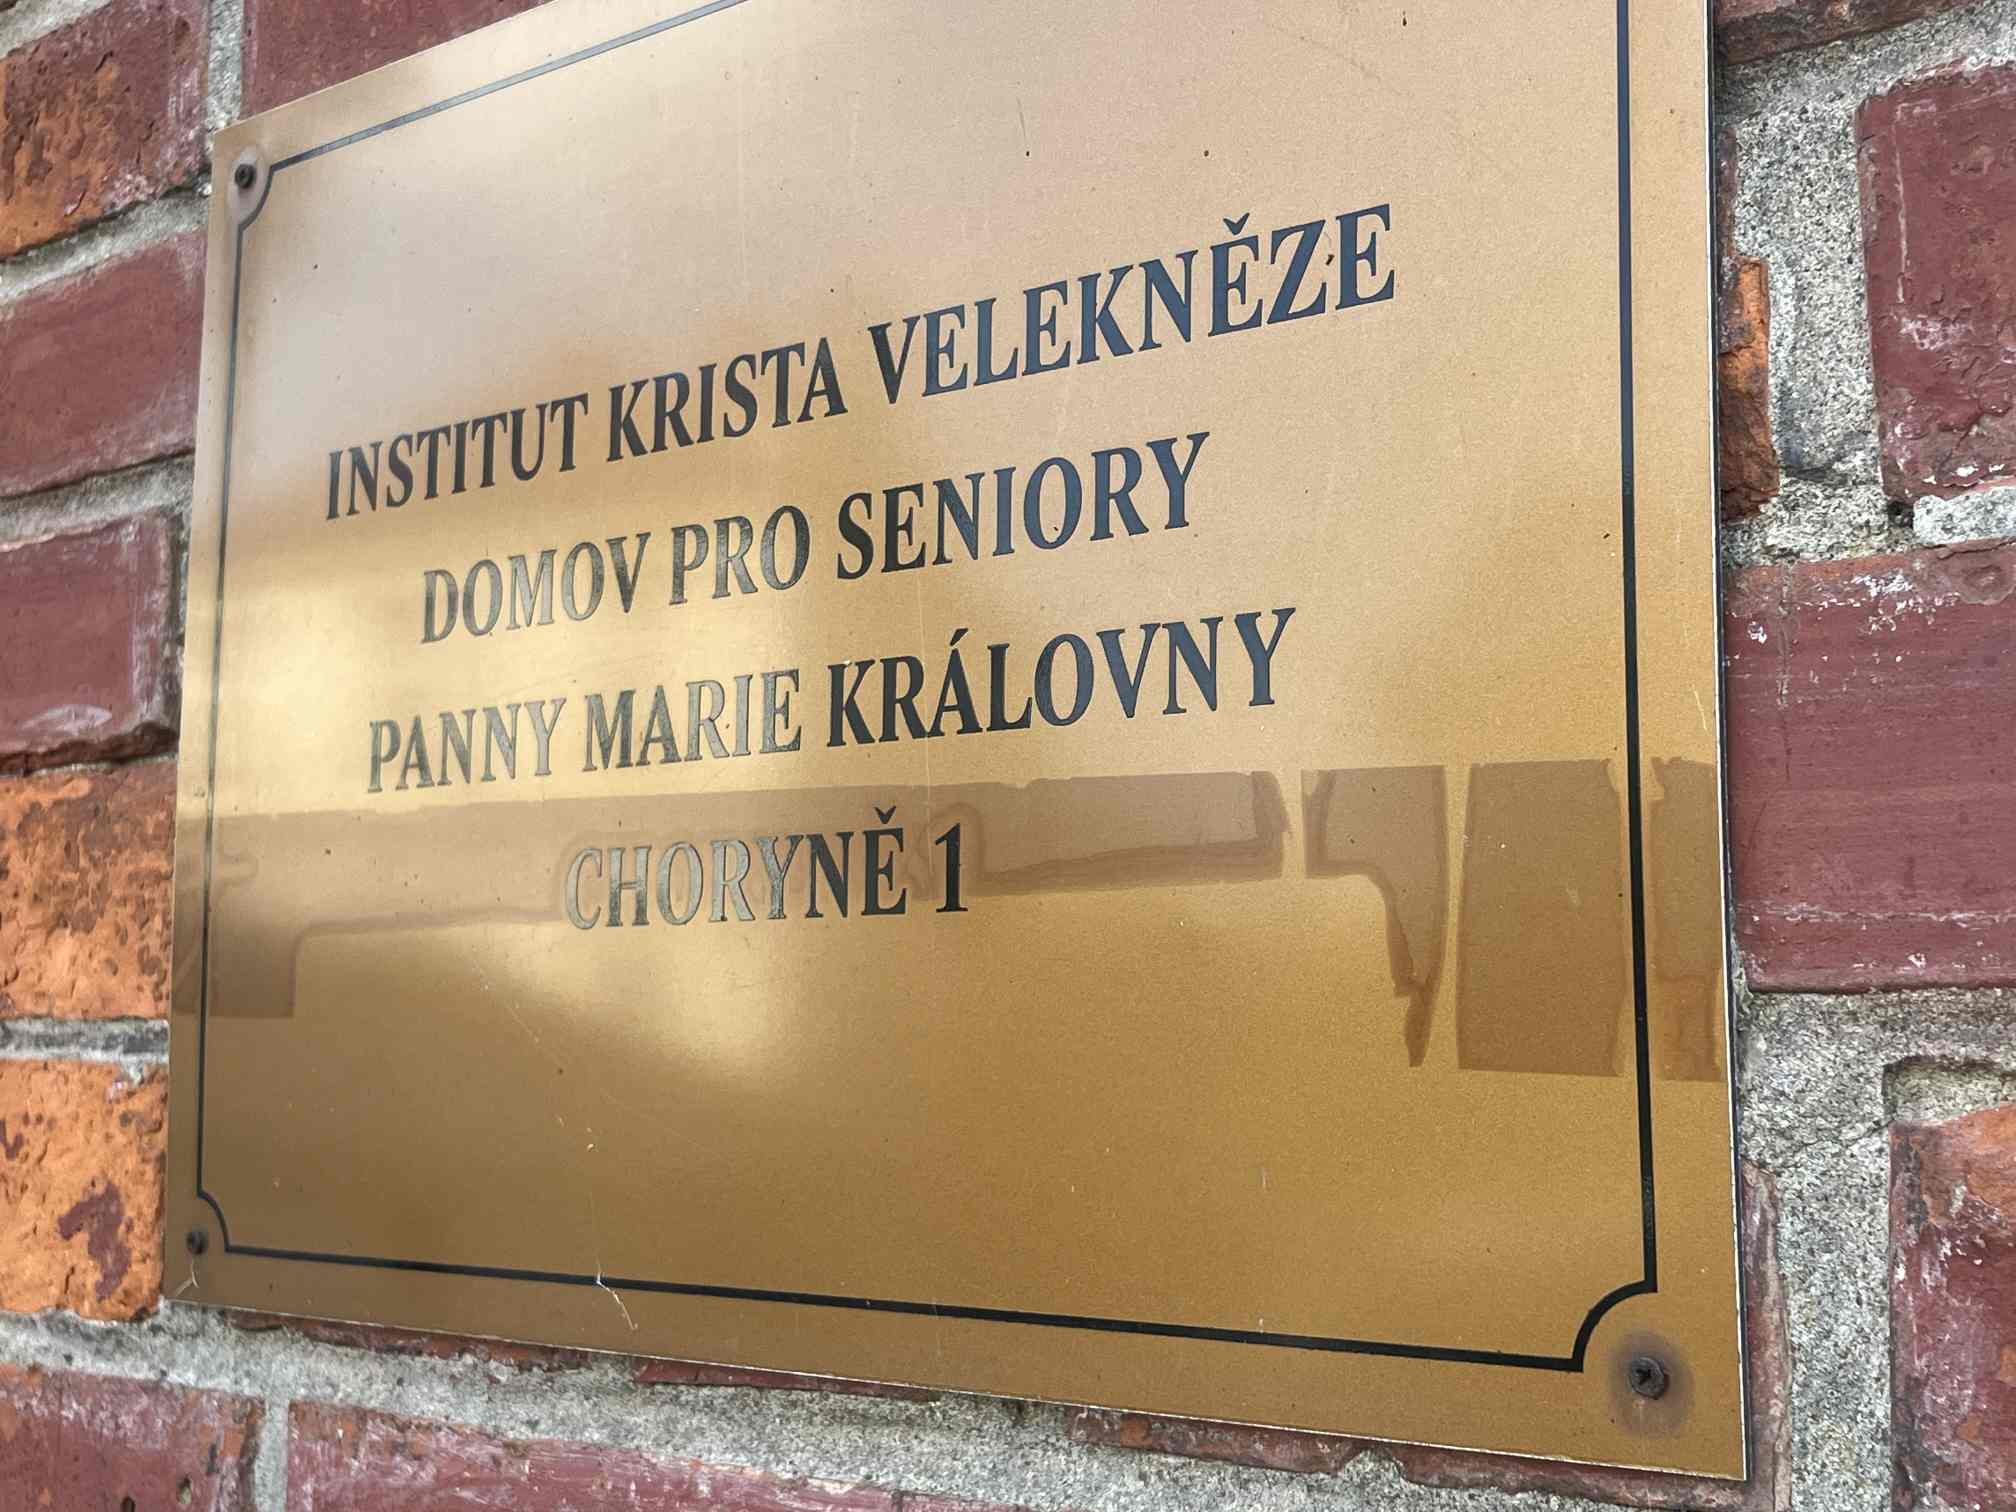 INSTITUT KRISTA VELEKNĚZE
DOMOV PRO SENIORY
PANNY MARIE KRÁLOVNY
CHORYNĚ 1